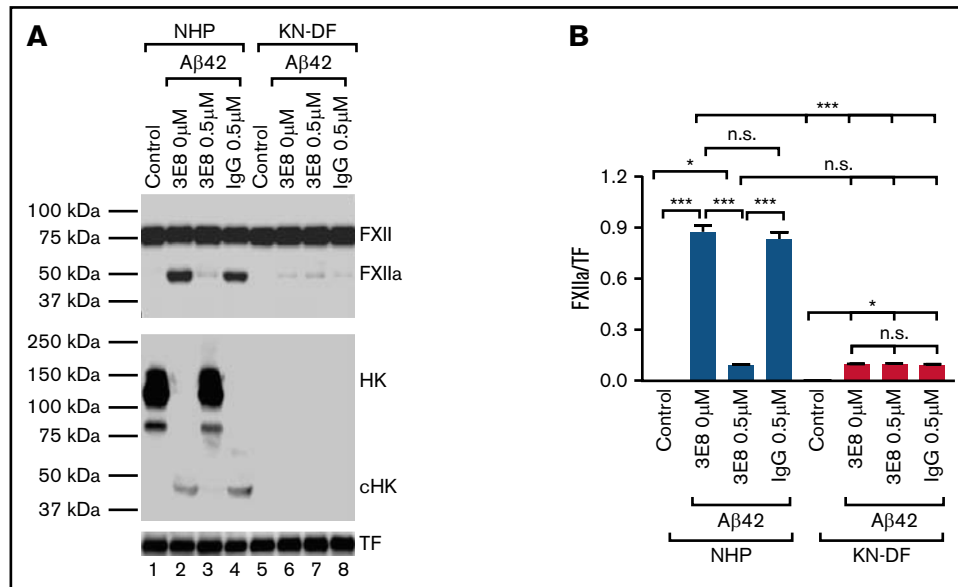 A
NHP KN-DF
Aβ42 Aβ42
Control 3E8 0µM 3E8 0.5µM IgG 0.5µM Control 3E8 0µM 3E8 0.5µM IgG 0.5µM
100 kDa
75 kDa
FXII
50 kDa
FXIIa
37 kDa
250 kDa
150 kDa
HK
100 kDa
75 kDa
50 kDa
cHK
37 kDa
TF
1 2 3 4 5 6 7 8
B
***
n.s.
*
n.s.
*** *** ***
*
n.s.
FXIIa/TF
1.2
0.9
0.6
0.3
0.0
Control 3E8 0µM 3E8 0.5µM IgG 0.5µM Control 3E8 0µM 3E8 0.5µM IgG 0.5µM
Aβ42 Aβ42
NHP KN-DF